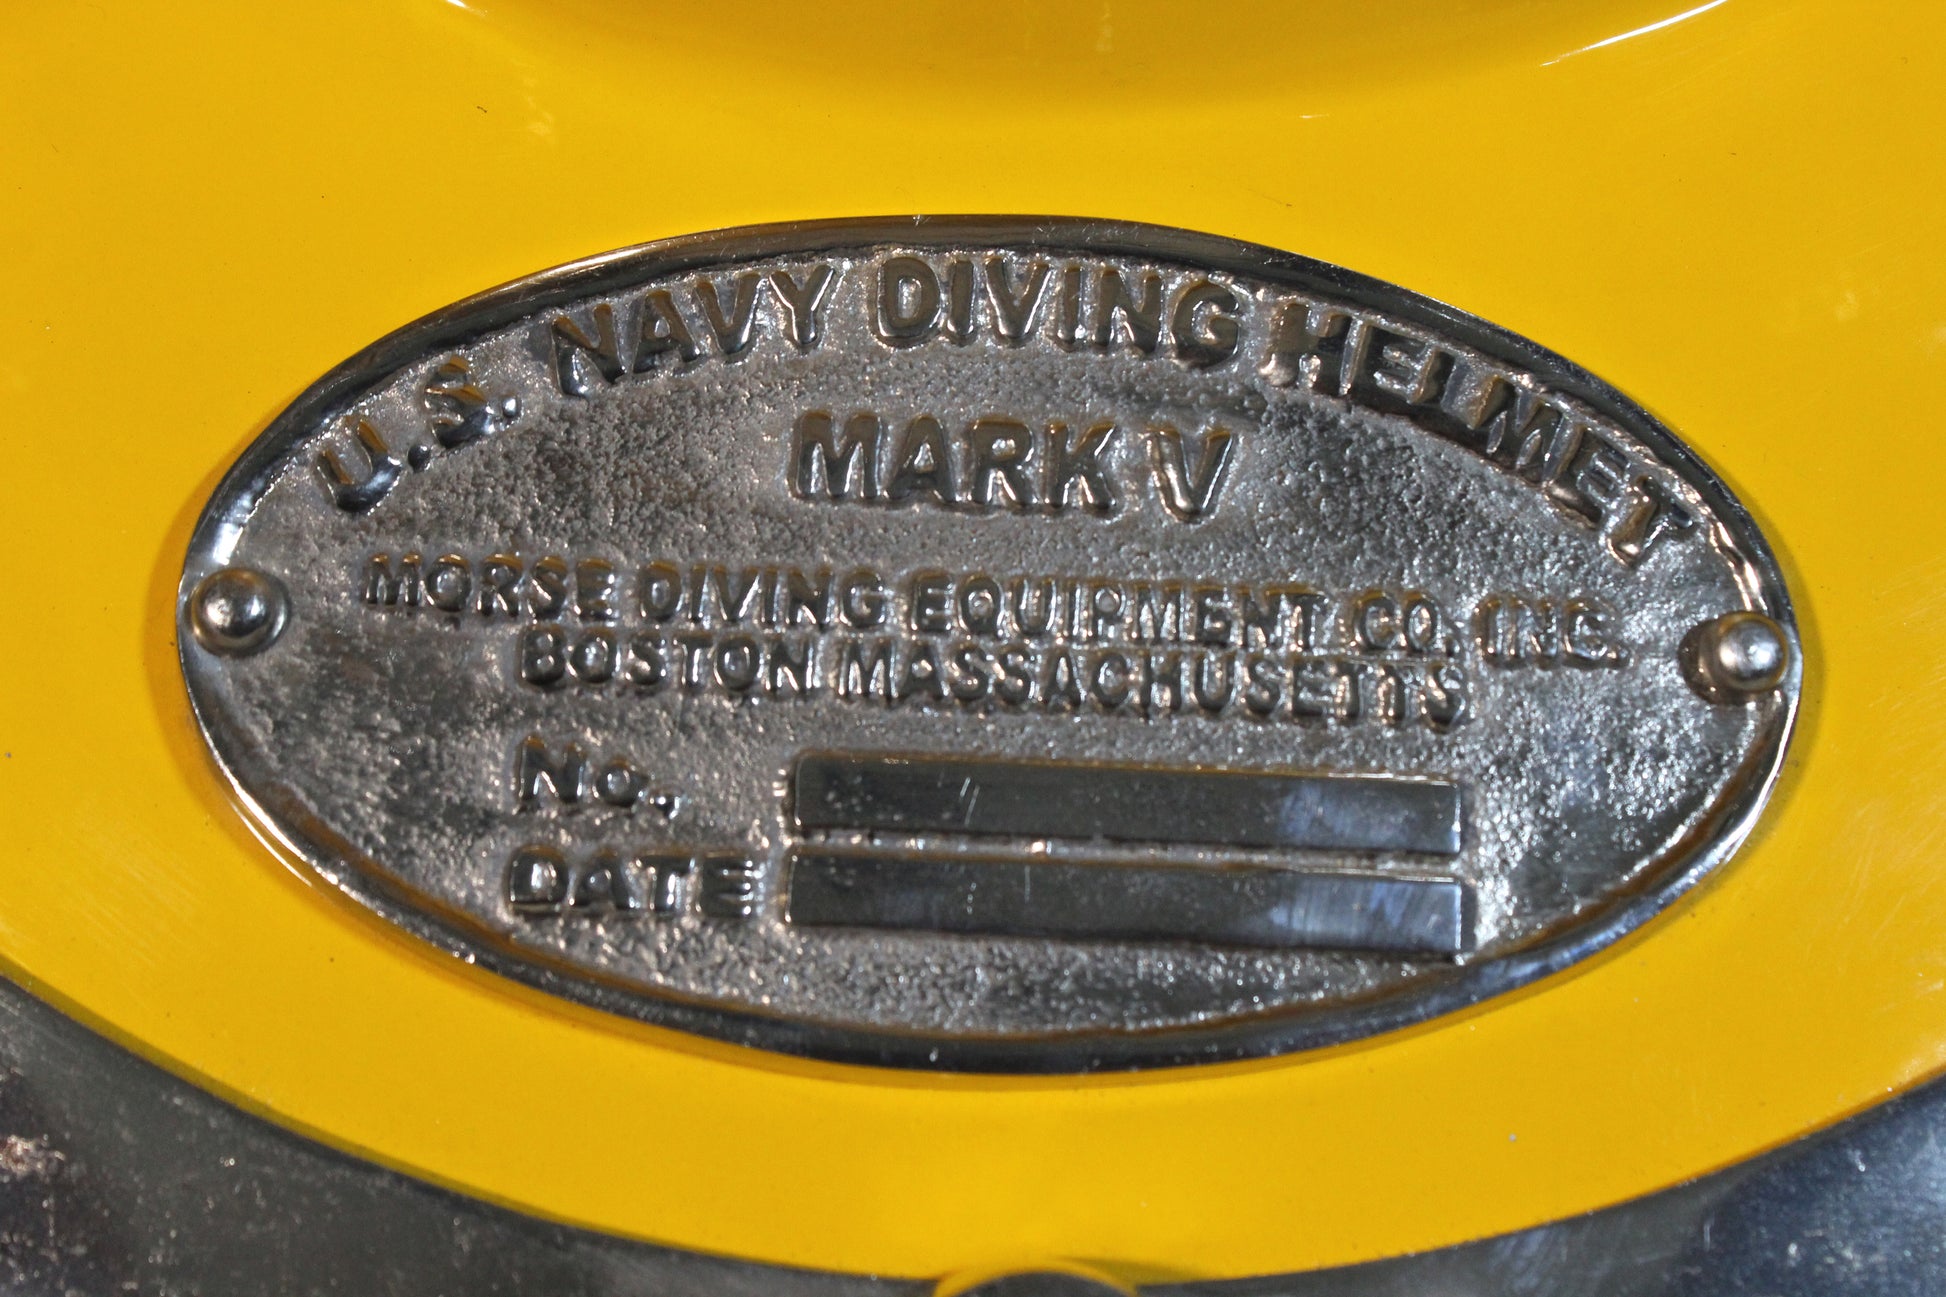 U.S. NAVY DIVING HELMET
MARK V
MORSE DIVING EQUIPMENT CO. INC.
BOSTON MASSACHUSETTS
No.
DATE